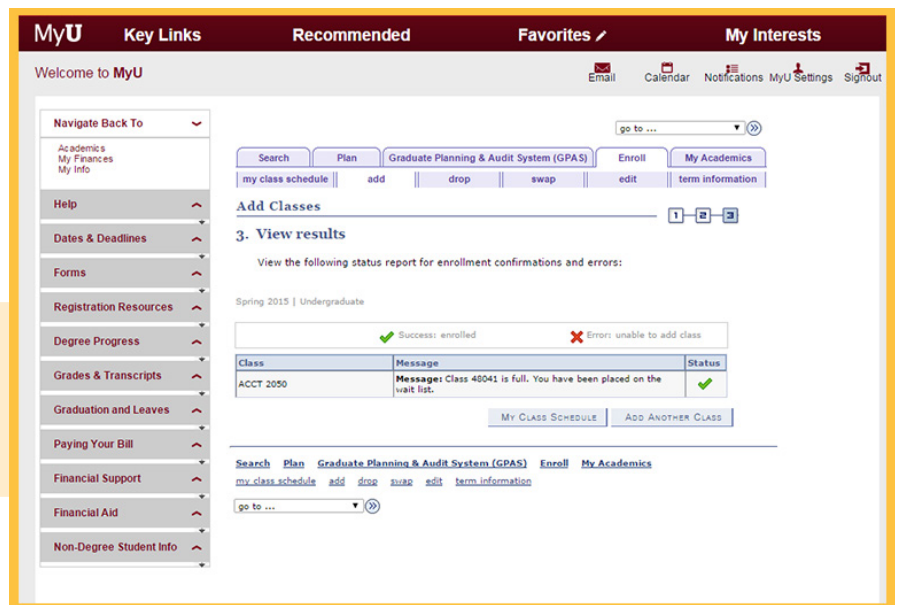 MyU Key Links Recommended Favorites My Interests
Welcome to MyU
Email Calendar Notifications MyU Settings Signout
Navigate Back To
Academics
My Finances
My Info
Help
Dates & Deadlines
Forms
Registration Resources
Degree Progress
Grades & Transcripts
Graduation and Leaves
Paying Your Bill
Financial Support
Financial Aid
Non-Degree Student Info
go to ...
Search Plan Graduate Planning & Audit System (GPAS) Enroll My Academics
my class schedule add drop swap edit term information
Add Classes
1 2 3
3. View results
View the following status report for enrollment confirmations and errors:
Spring 2015 | Undergraduate
Success: enrolled Error: unable to add class
Class Message Status
ACCT 2050 Message: Class 48041 is full. You have been placed on the
wait list.
MY CLASS SCHEDULE ADD ANOTHER CLASS
Search Plan Graduate Planning & Audit System (GPAS) Enroll My Academics
my class schedule add drop swap edit term information
go to ...